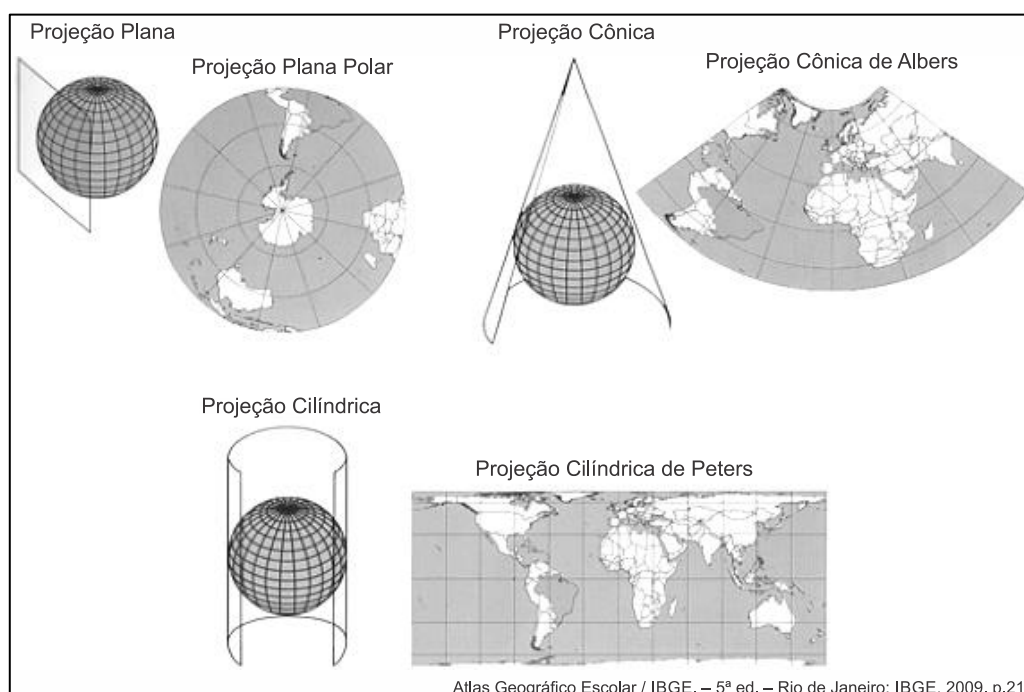 Projeção Plana
Projeção Plana Polar
Projeção Cônica
Projeção Cônica de Albers
Projeção Cilíndrica
Projeção Cilíndrica de Peters
Atlas Geográfico Escolar / IBGE. – 5ª ed. – Rio de Janeiro: IBGE, 2009. p.21